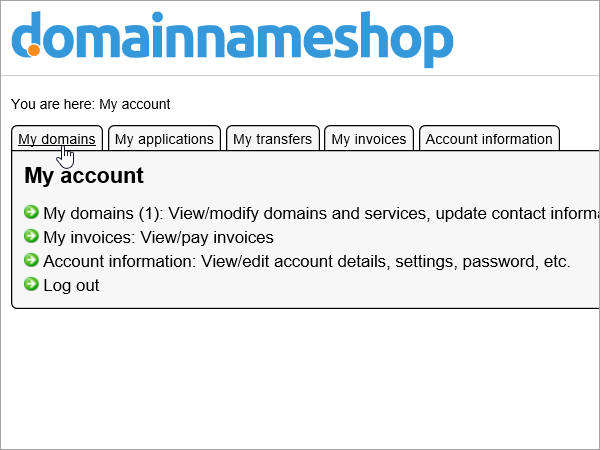 domainnameshop
You are here: My account
My domains My applications My transfers My invoices Account information
My account
My domains (1): View/modify domains and services, update contact informa
My invoices: View/pay invoices
Account information: View/edit account details, settings, password, etc.
Log out